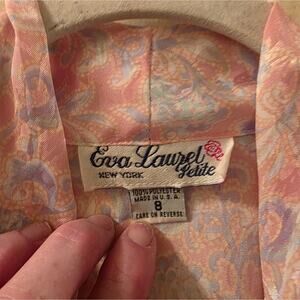 Eva Laurel
Petite
NEW YORK
100% POLYESTER
MADE IN U.S.A.
8
CARE ON REVERSE